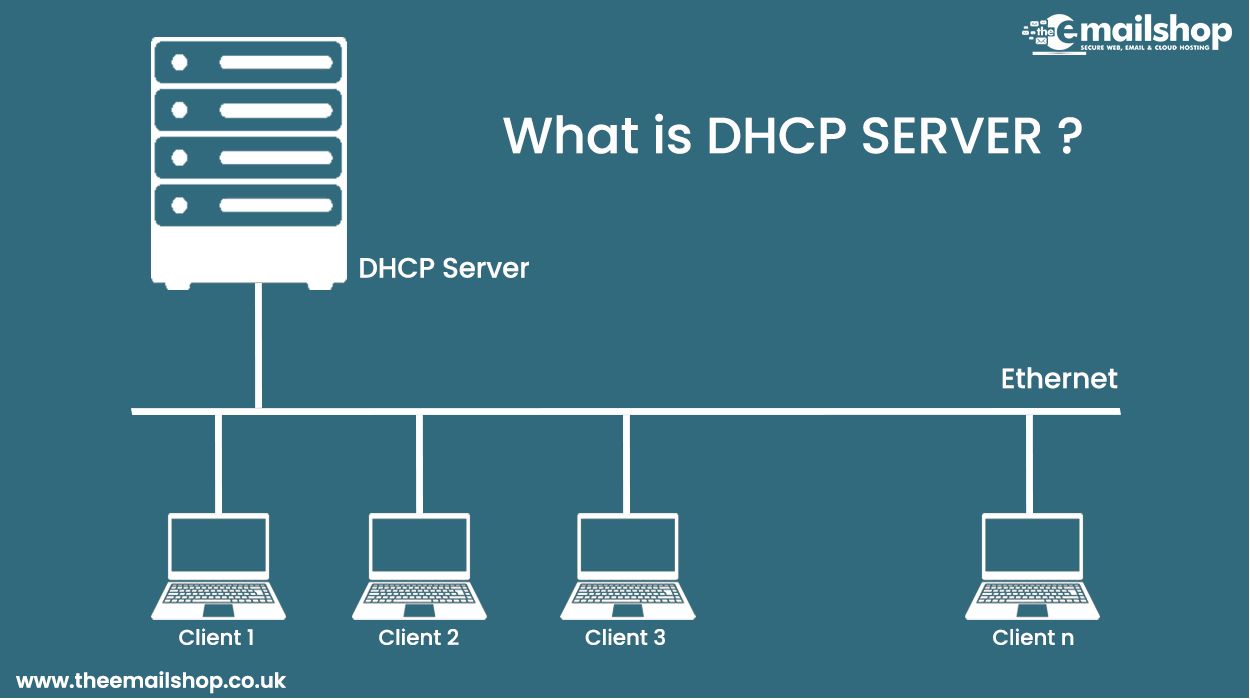 the emailshop
SECURE WEB, EMAIL & CLOUD HOSTING
What is DHCP SERVER ?
DHCP Server
Ethernet
Client 1
Client 2
Client 3
Client n
www.theemailshop.co.uk